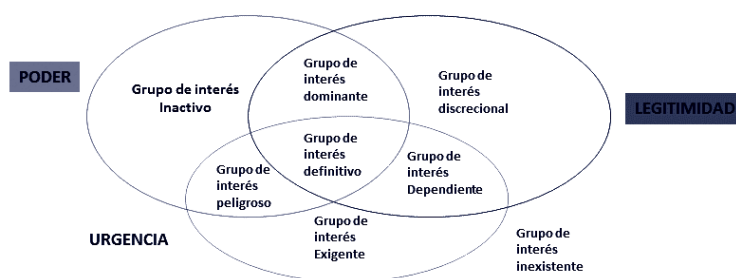 PODER
Grupo de interés
Inactivo
Grupo de
interés
dominante
Grupo de
interés
discrecional
LEGITIMIDAD
Grupo de
interés
definitivo
Grupo de
interés
peligroso
Grupo de
interés
Dependiente
URGENCIA
Grupo de
interés
Exigente
Grupo de
interés
inexistente